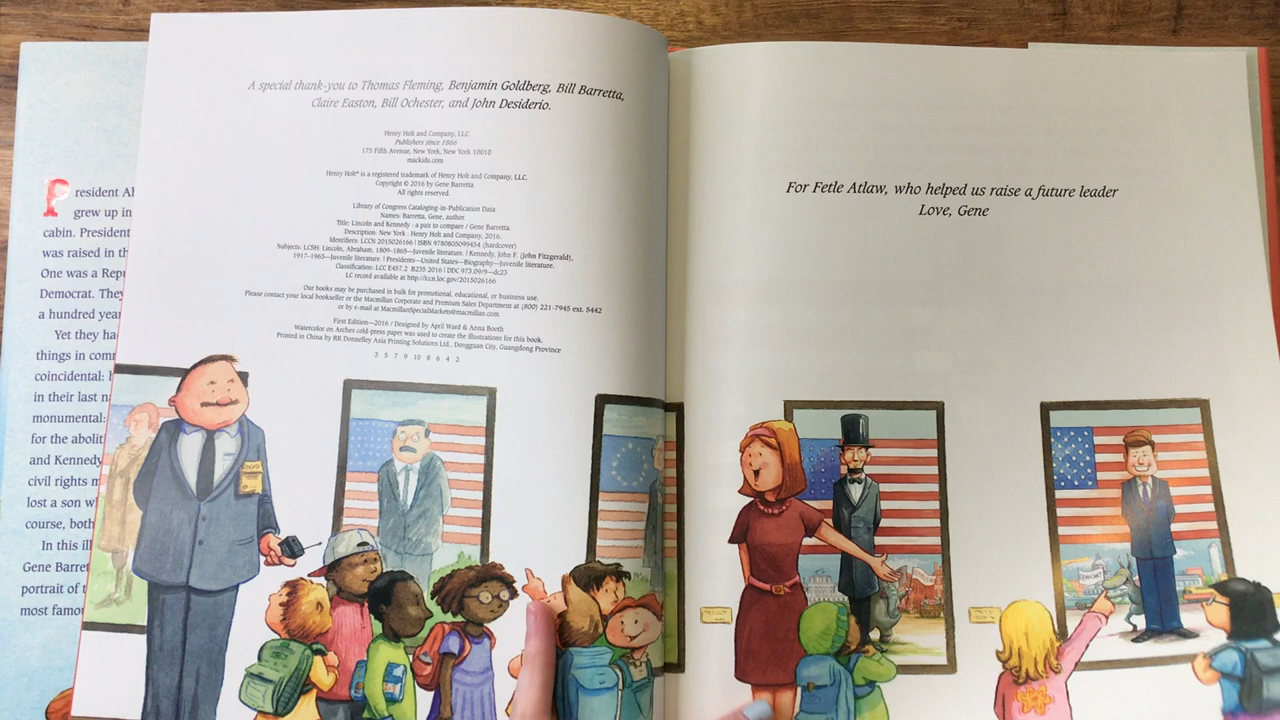 President Ab
grew up in
cabin. President
was raised in th
One was a Repu
Democrat. They
a hundred year
Yet they ha
things in comm
coincidental: b
in their last n
monumental:
for the aboliti
and Kennedy
civil rights m
lost a son w
course, both
In this ill
Gene Barret
portrait of t
most famou
A special thank-you to Thomas Fleming, Benjamin Goldberg, Bill Barretta,
Claire Easton, Bill Ochester, and John Desiderio.
Henry Holt and Company, LLC
Publishers since 1866
175 Fifth Avenue, New York, New York 10010
mackids.com
Henry Holt® is a registered trademark of Henry Holt and Company, LLC.
Copyright © 2016 by Gene Barretta
All rights reserved.
Library of Congress Cataloging-in-Publication Data
Names: Barretta, Gene, author.
Title: Lincoln and Kennedy : a pair to compare / Gene Barretta.
Description: New York : Henry Holt and Company, 2016.
Identifiers: LCCN 2015026166 | ISBN 9780805099454 (hardcover)
Subjects: LCSH: Lincoln, Abraham, 1809–1865—Juvenile literature. | Kennedy, John F. (John Fitzgerald),
1917–1963—Juvenile literature. | Presidents—United States—Biography—Juvenile literature.
Classification: LCC E457.2 .B235 2016 | DDC 973.09/9—dc23
LC record available at http://lccn.loc.gov/2015026166
Our books may be purchased in bulk for promotional, educational, or business use.
Please contact your local bookseller or the Macmillan Corporate and Premium Sales Department at (800) 221-7945 ext. 5442
or by e-mail at MacmillanSpecialMarkets@macmillan.com.
First Edition—2016 / Designed by April Ward & Anna Booth
Watercolor on Arches cold-press paper was used to create the illustrations for this book.
Printed in China by RR Donnelley Asia Printing Solutions Ltd., Dongguan City, Guangdong Province
3 5 7 9 10 8 6 4 2
For Fetle Atlaw, who helped us raise a future leader
Love, Gene
DEMOCRAT